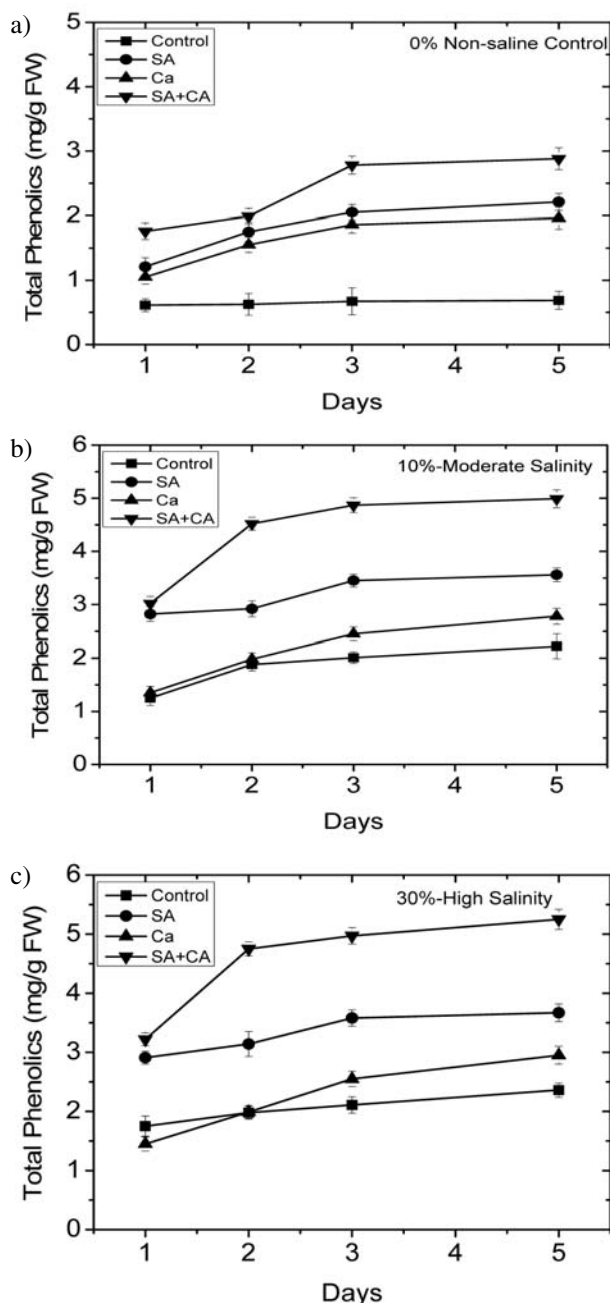 a)
Control
SA
Ca
SA+CA
0% Non-saline Control
Total Phenolics (mg/g FW)
5
4
3
2
1
0
1 2 3 4 5
Days
b)
Control
SA
Ca
SA+CA
10%-Moderate Salinity
Total Phenolics (mg/g FW)
6
5
4
3
2
1
0
1 2 3 4 5
Days
c)
Control
SA
Ca
SA+CA
30%-High Salinity
Total Phenolics (mg/g FW)
6
5
4
3
2
1
0
1 2 3 4 5
Days